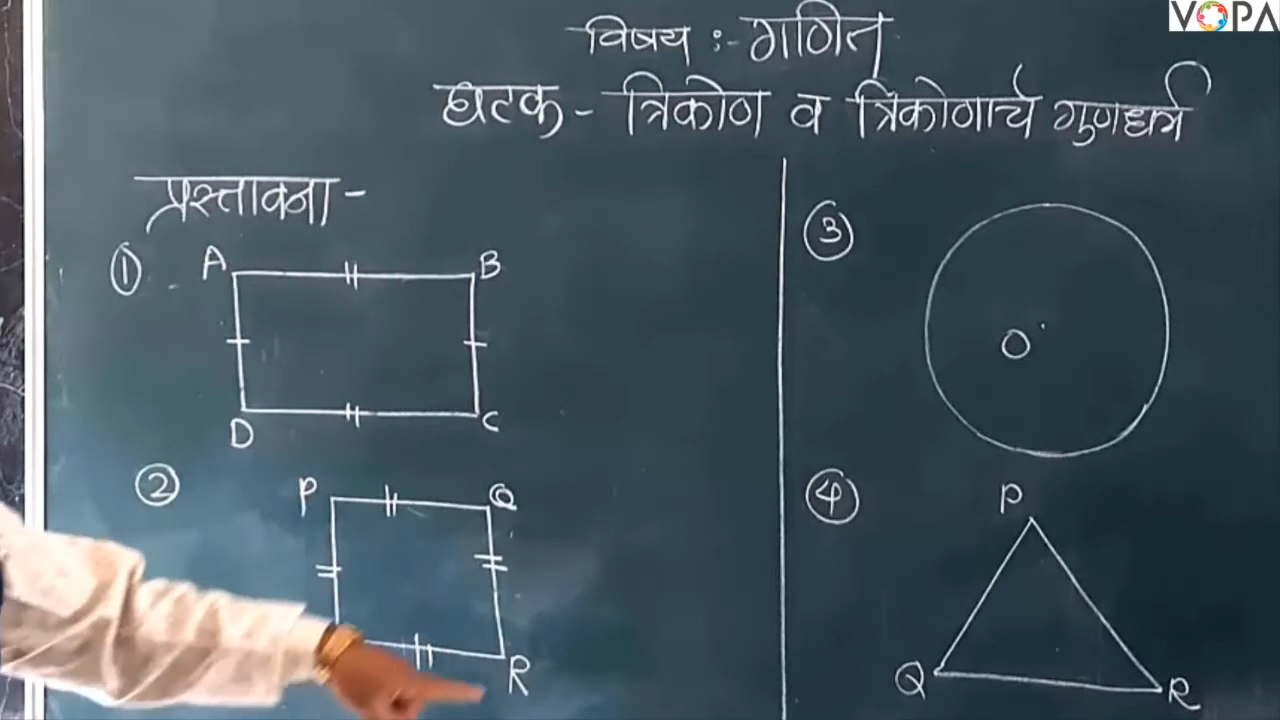 VOPA
विषय :- गणित
घटक - त्रिकोण व त्रिकोणाचे गुणधर्म
प्रस्तावना -
①
A B
D C
②
P Q
R
③
O
④
P
Q R